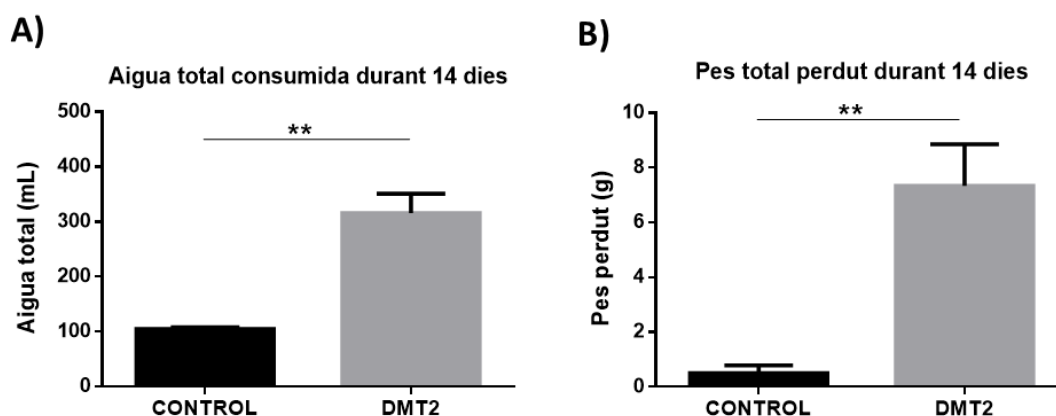 A)
Aigua total consumida durant 14 dies
Aigua total (mL)
500
400
300
200
100
0
**
CONTROL
DMT2
B)
Pes total perdut durant 14 dies
Pes perdut (g)
10
8
6
4
2
0
**
CONTROL
DMT2